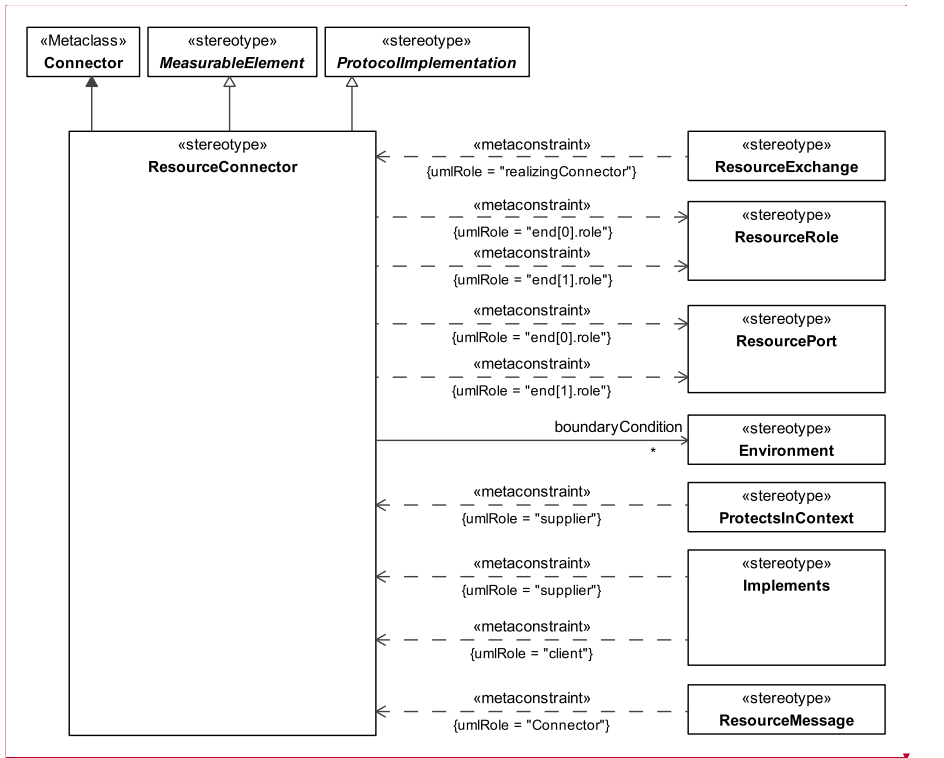 «Metaclass»
Connector
«stereotype»
MeasurableElement
«stereotype»
ProtocolImplementation
«stereotype»
ResourceConnector
«metaconstraint»
{umlRole = "realizingConnector"}
«stereotype»
ResourceExchange
«metaconstraint»
{umlRole = "end[0].role"}
«metaconstraint»
{umlRole = "end[1].role"}
«stereotype»
ResourceRole
«metaconstraint»
{umlRole = "end[0].role"}
«metaconstraint»
{umlRole = "end[1].role"}
«stereotype»
ResourcePort
boundaryCondition
*
«stereotype»
Environment
«metaconstraint»
{umlRole = "supplier"}
«stereotype»
ProtectsInContext
«metaconstraint»
{umlRole = "supplier"}
«metaconstraint»
{umlRole = "client"}
«stereotype»
Implements
«metaconstraint»
{umlRole = "Connector"}
«stereotype»
ResourceMessage